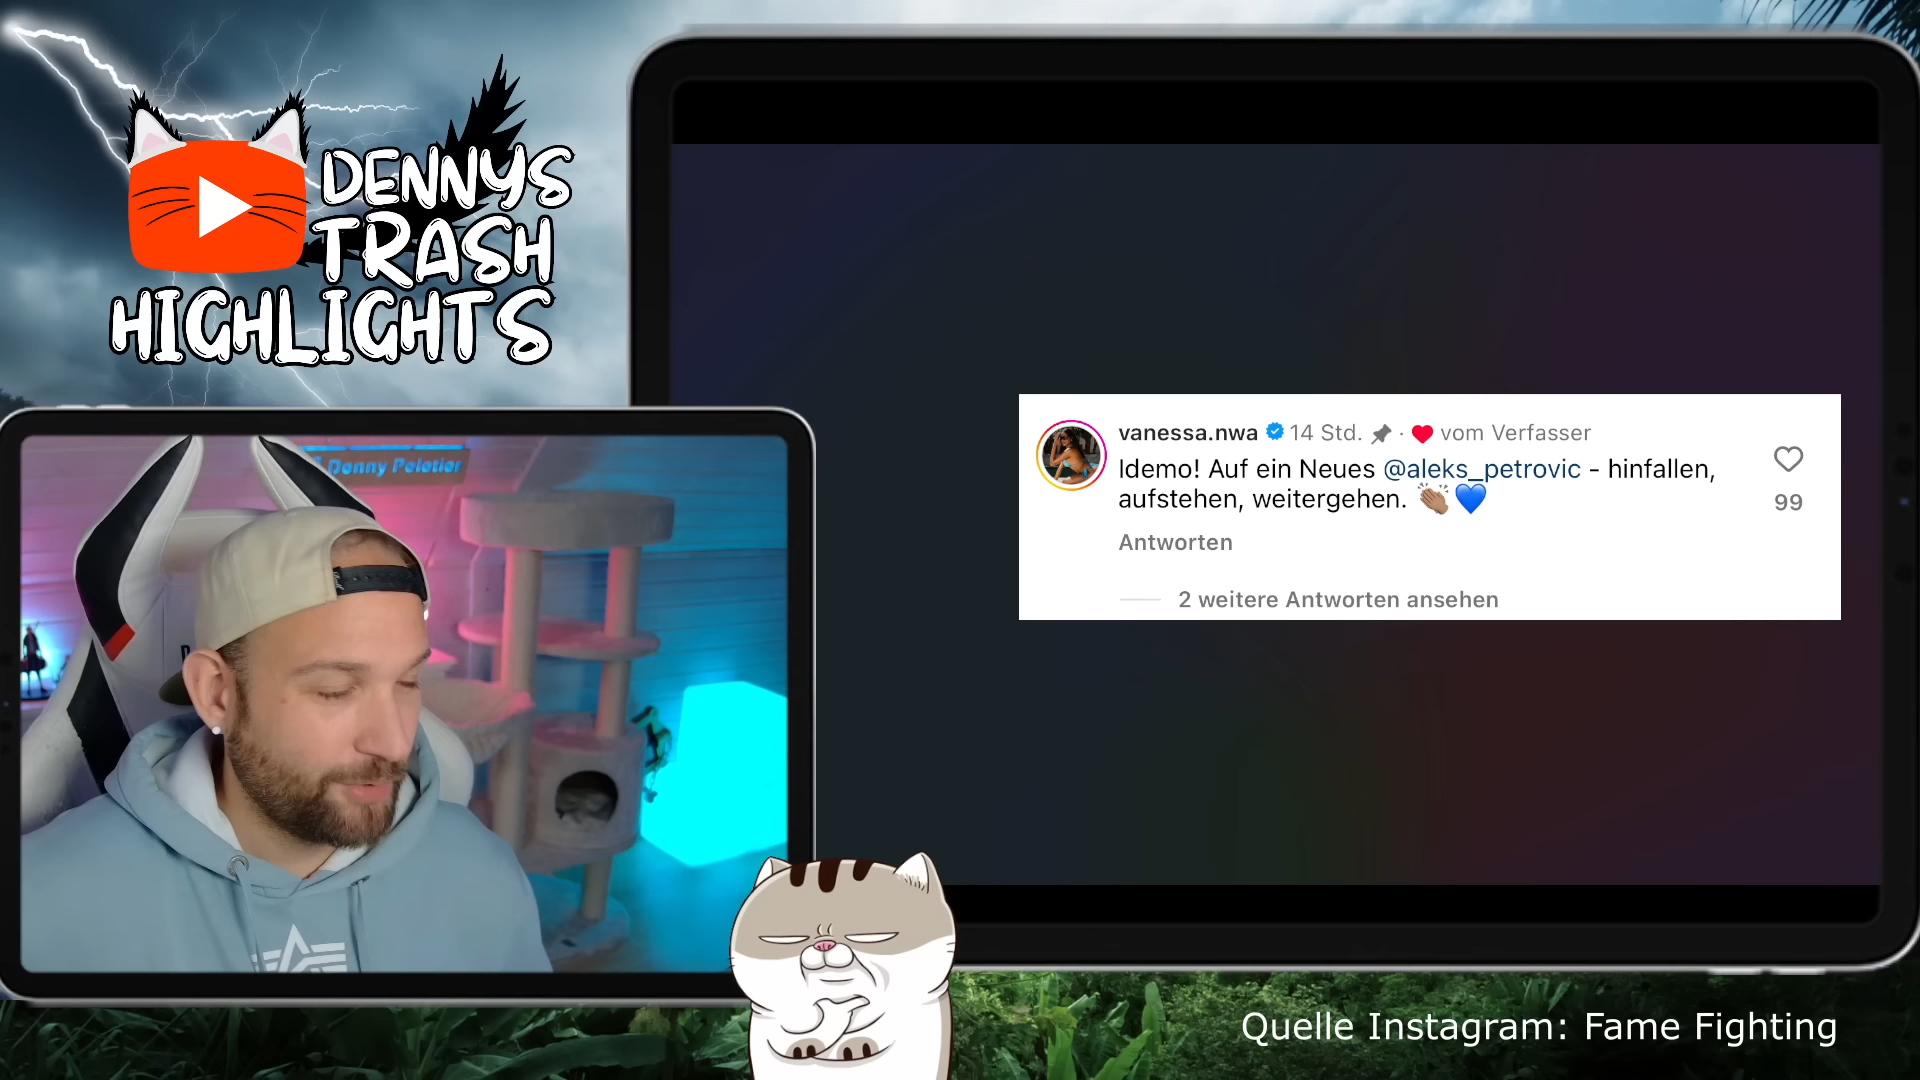 DENNYS
TRASH
HIGHLIGHTS
Denny Peletier
vanessa.nwa 14 Std. · vom Verfasser
Idemo! Auf ein Neues @aleks_petrovic - hinfallen,
aufstehen, weitergehen.
99
Antworten
2 weitere Antworten ansehen
Quelle Instagram: Fame Fighting